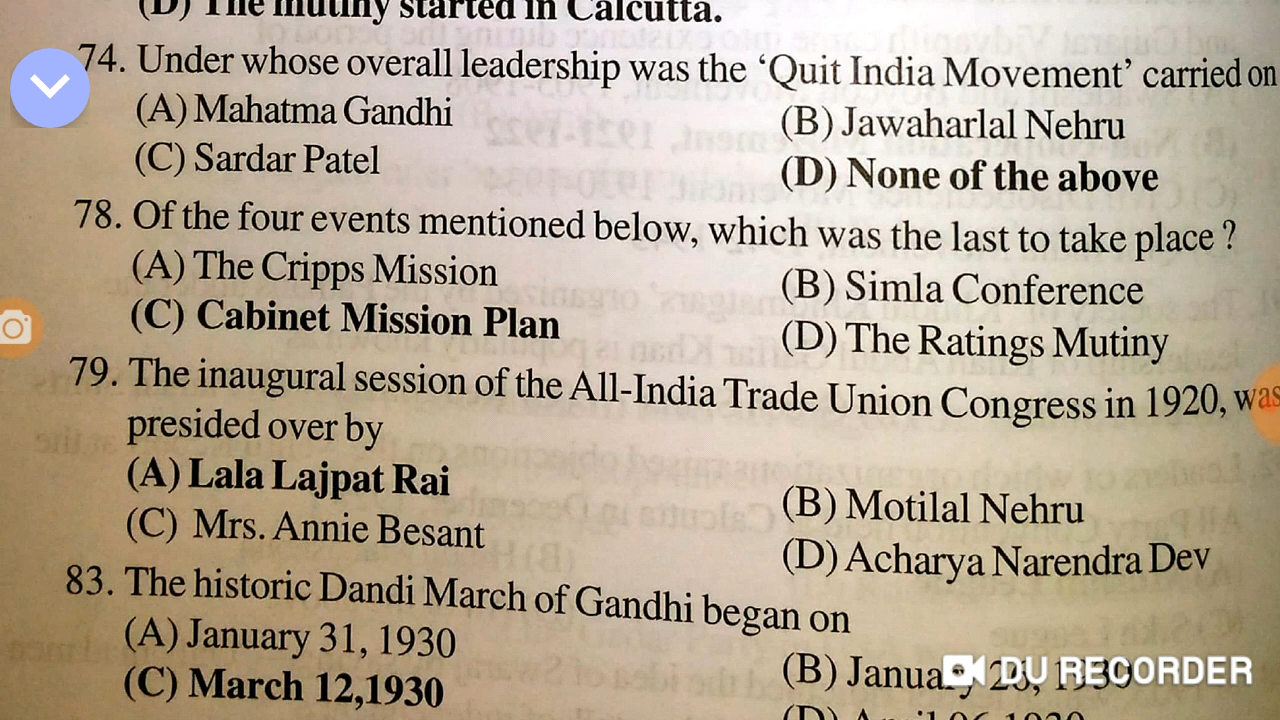 (D) The mutiny started in Calcutta.
74. Under whose overall leadership was the ‘Quit India Movement’ carried on
(A) Mahatma Gandhi (B) Jawaharlal Nehru
(C) Sardar Patel (D) None of the above
78. Of the four events mentioned below, which was the last to take place ?
(A) The Cripps Mission (B) Simla Conference
(C) Cabinet Mission Plan (D) The Ratings Mutiny
79. The inaugural session of the All-India Trade Union Congress in 1920, was
presided over by
(A) Lala Lajpat Rai (B) Motilal Nehru
(C) Mrs. Annie Besant (D) Acharya Narendra Dev
83. The historic Dandi March of Gandhi began on
(A) January 31, 1930 (B) January 26, 1930
(C) March 12,1930
DU RECORDER